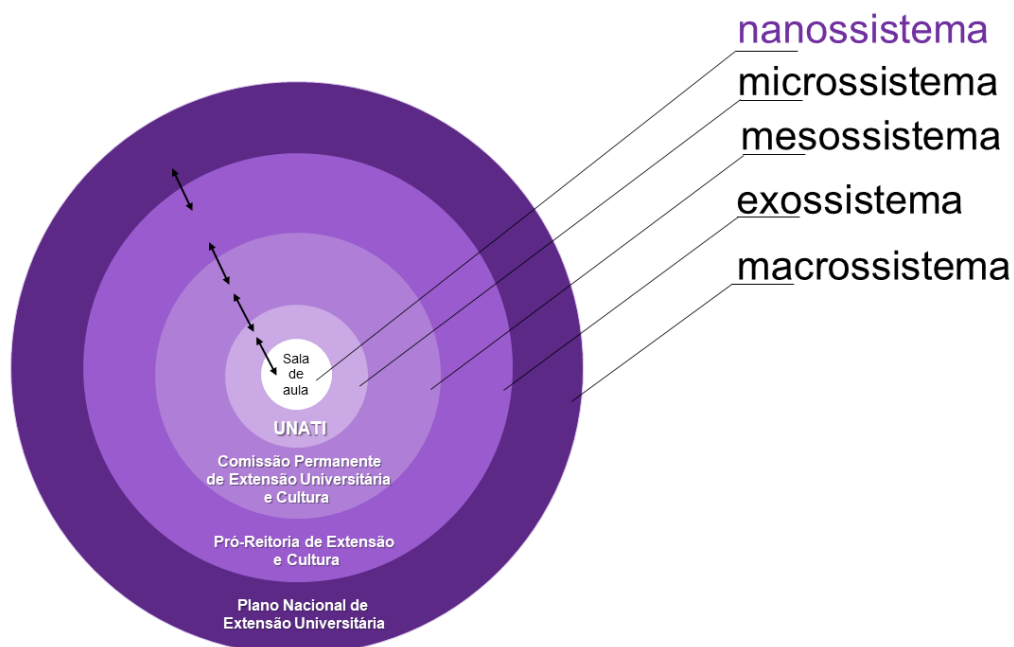 nanossistema
microssistema
mesossistema
exossistema
macrossistema
Sala
de
aula
UNATI
Comissão Permanente
de Extensão Universitária
e Cultura
Pró-Reitoria de Extensão
e Cultura
Plano Nacional de
Extensão Universitária